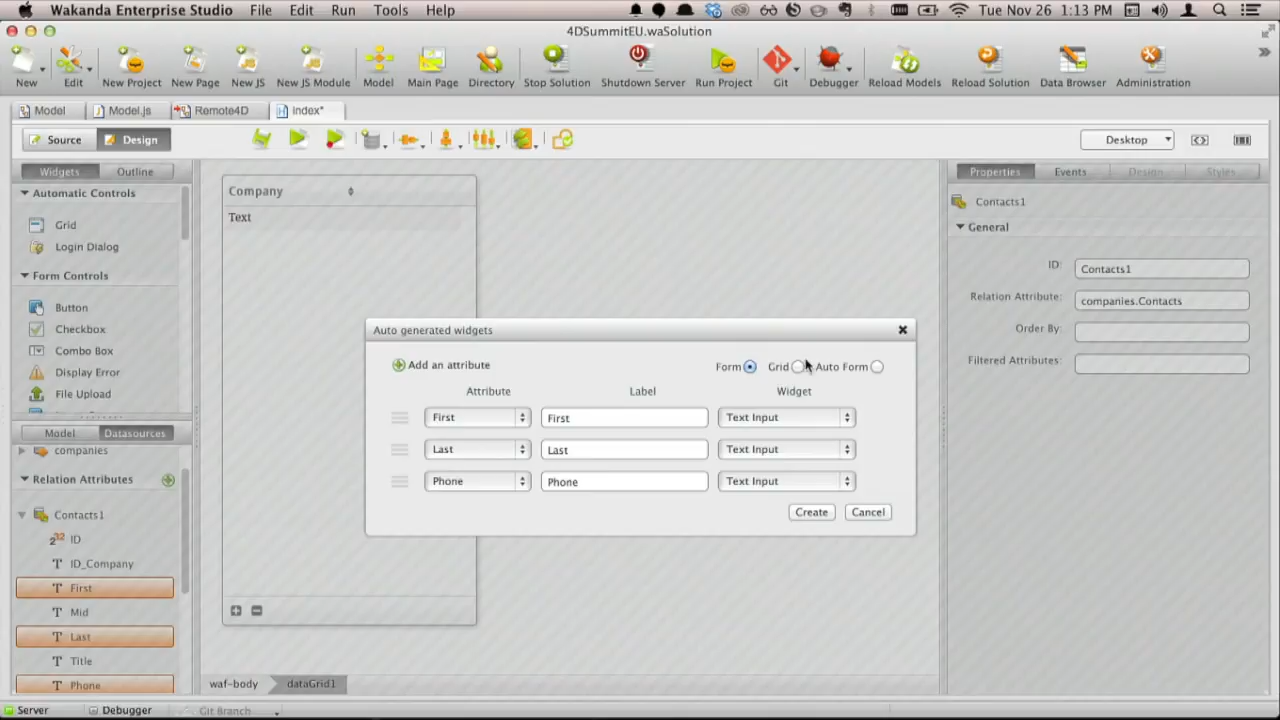 Wakanda Enterprise Studio File Edit Run Tools Help Tue Nov 26 1:13 PM
4DSummitEU.waSolution
New Edit New Project New Page New JS New JS Module Model Main Page Directory Stop Solution Shutdown Server Run Project Git Debugger Reload Models Reload Solution Data Browser Administration
Model Model.js Remote4D Index*
Source Design Desktop
Widgets Outline
Automatic Controls
Grid
Login Dialog
Form Controls
Button
Checkbox
Combo Box
Display Error
File Upload
Model Datasources
companies
Relation Attributes
Contacts1
ID
ID_Company
First
Mid
Last
Title
Phone
Company
Text
Auto generated widgets
Add an attribute Form Grid Auto Form
Attribute Label Widget
First First Text Input
Last Last Text Input
Phone Phone Text Input
Create Cancel
waf-body dataGrid1
Properties Events Design Styles
Contacts1
General
ID: Contacts1
Relation Attribute: companies.Contacts
Order By:
Filtered Attributes:
Server Debugger Git Branch